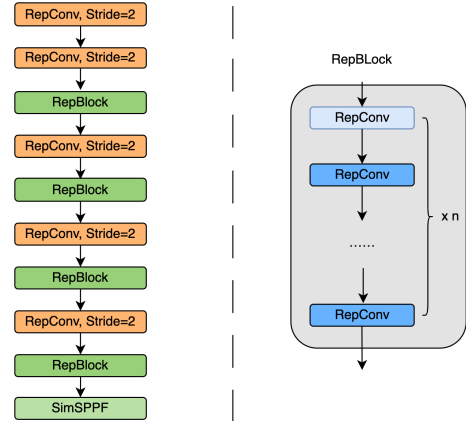 RepConv, Stride=2
RepConv, Stride=2
RepBlock
RepConv, Stride=2
RepBlock
RepConv, Stride=2
RepBlock
RepConv, Stride=2
RepBlock
SimSPPF
RepBLock
RepConv
RepConv
......
RepConv
x n